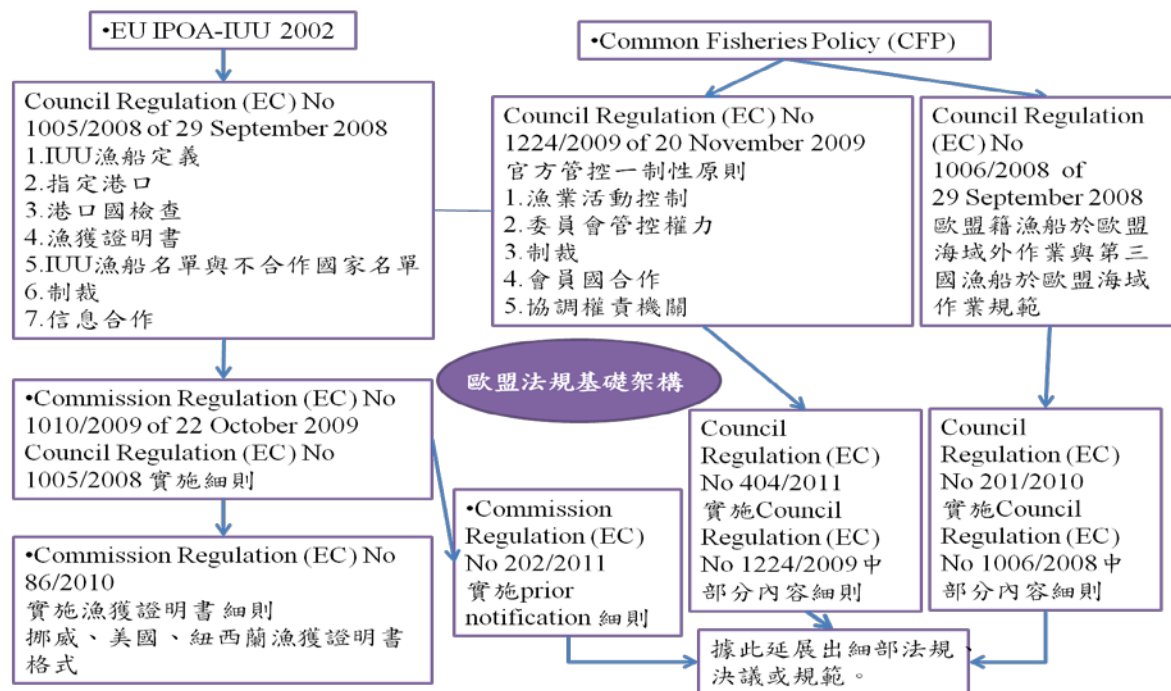 •EU IPOA-IUU 2002
•Common Fisheries Policy (CFP)
Council Regulation (EC) No
1005/2008 of 29 September 2008
1.IUU漁船定義
2.指定港口
3.港口國檢查
4.漁獲證明書
5.IUU漁船名單與不合作國家名單
6.制裁
7.信息合作
Council Regulation (EC) No
1224/2009 of 20 November 2009
官方管控一制性原則
1.漁業活動控制
2.委員會管控權力
3.制裁
4.會員國合作
5.協調權責機關
Council Regulation
(EC) No
1006/2008 of
29 September 2008
歐盟籍漁船於歐盟
海域外作業與第三
國漁船於歐盟海域
作業規範
歐盟法規基礎架構
•Commission Regulation (EC) No
1010/2009 of 22 October 2009
Council Regulation (EC) No
1005/2008 實施細則
•Commission Regulation (EC) No
86/2010
實施漁獲證明書細則
挪威、美國、紐西蘭漁獲證明書
格式
•Commission
Regulation (EC)
No 202/2011
實施prior
notification 細則
Council
Regulation (EC)
No 404/2011
實施Council
Regulation (EC)
No 1224/2009中
部分內容細則
Council
Regulation (EC)
No 201/2010
實施Council
Regulation (EC)
No 1006/2008中
部分內容細則
據此延展出細部法規、
決議或規範。